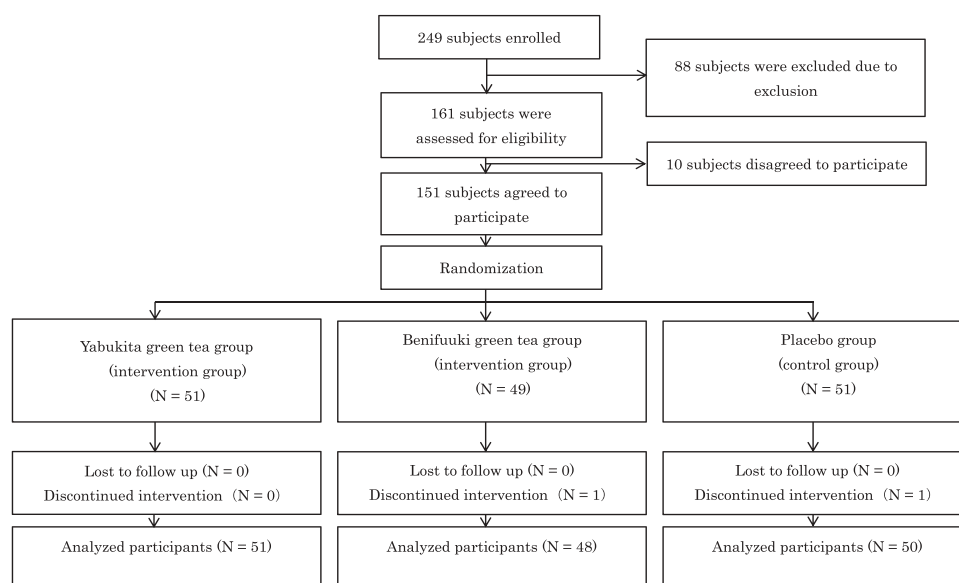 249 subjects enrolled
88 subjects were excluded due to
exclusion
161 subjects were
assessed for eligibility
10 subjects disagreed to participate
151 subjects agreed to
participate
Randomization
Yabukita green tea group
(intervention group)
(N = 51)
Benifuuki green tea group
(intervention group)
(N = 49)
Placebo group
(control group)
(N = 51)
Lost to follow up (N = 0)
Discontinued intervention (N = 0)
Lost to follow up (N = 0)
Discontinued intervention (N = 1)
Lost to follow up (N = 0)
Discontinued intervention (N = 1)
Analyzed participants (N = 51)
Analyzed participants (N = 48)
Analyzed participants (N = 50)